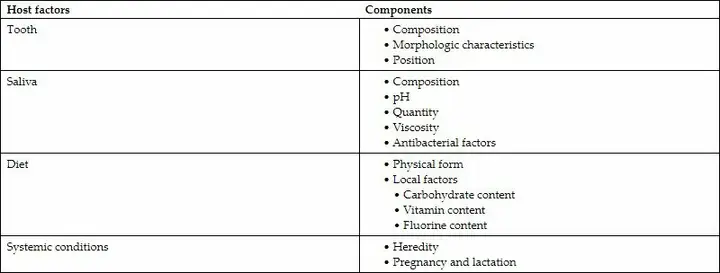 Host factors Components
Tooth • Composition
• Morphologic characteristics
• Position
Saliva • Composition
• pH
• Quantity
• Viscosity
• Antibacterial factors
Diet • Physical form
• Local factors
• Carbohydrate content
• Vitamin content
• Fluorine content
Systemic conditions • Heredity
• Pregnancy and lactation